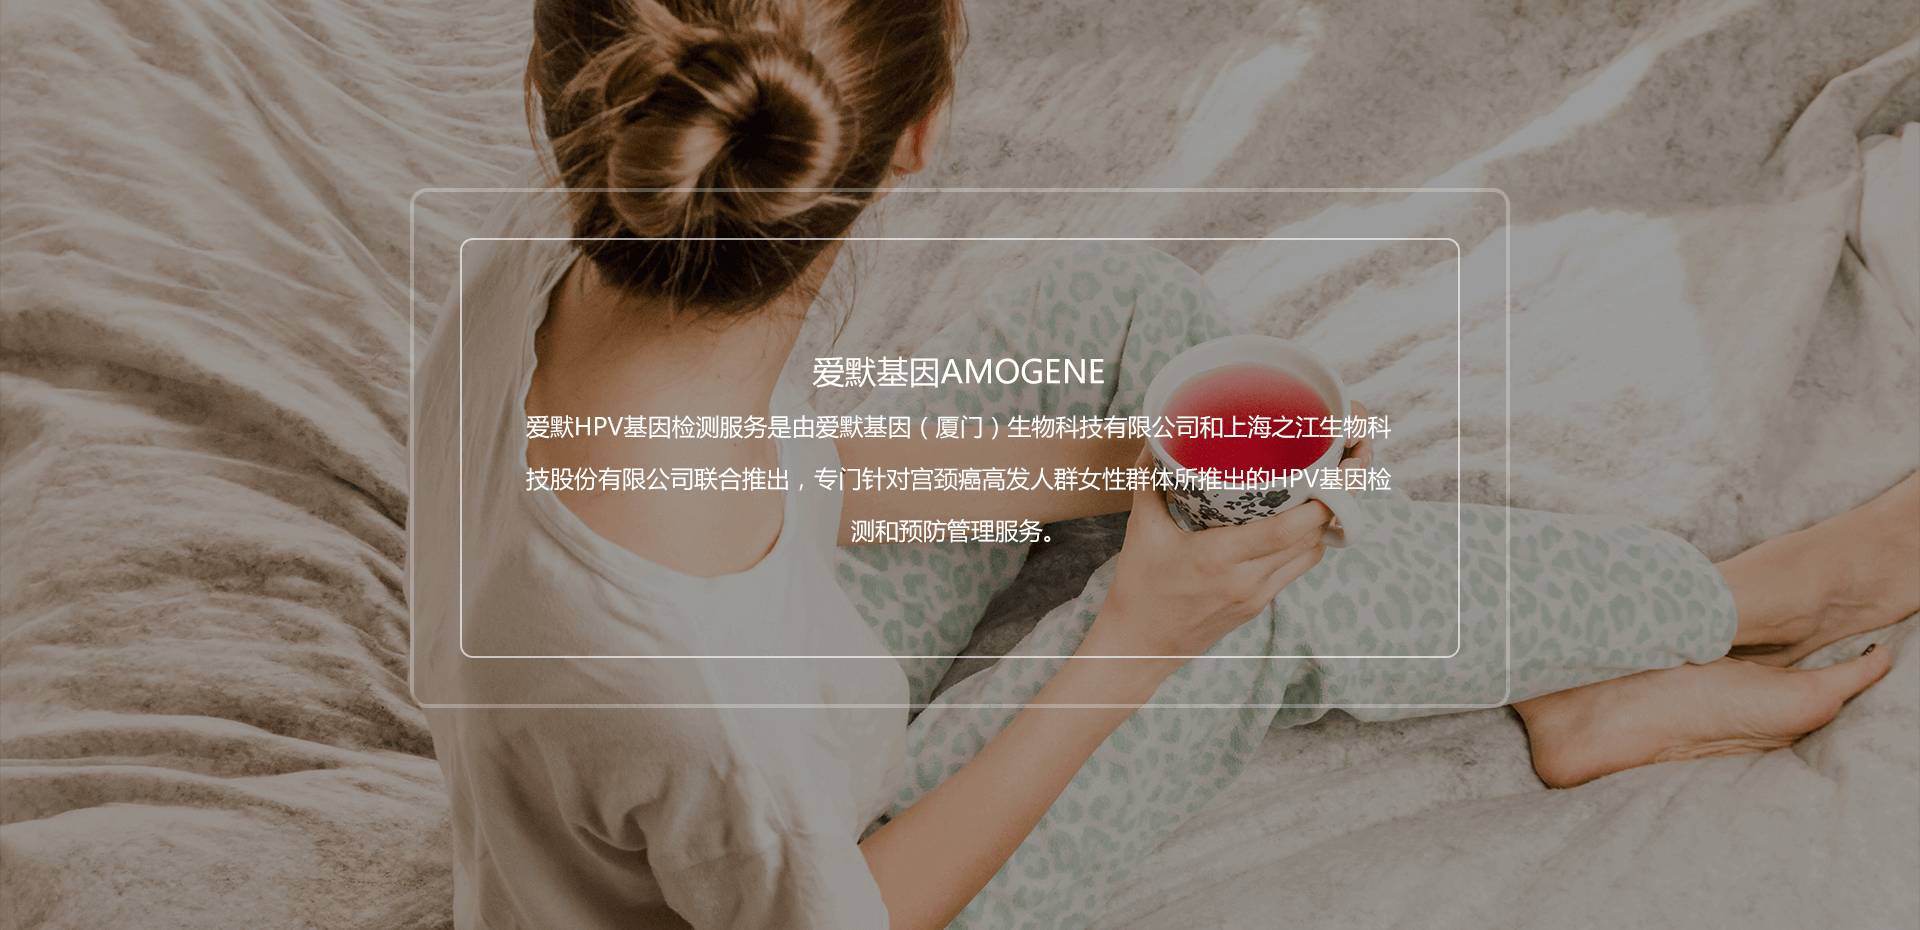 爱默基因AMOGENE
爱默HPV基因检测服务是由爱默基因（厦门）生物科技有限公司和上海之江生物科
技股份有限公司联合推出，专门针对宫颈癌高发人群女性群体所推出的HPV基因检
测和预防管理服务。